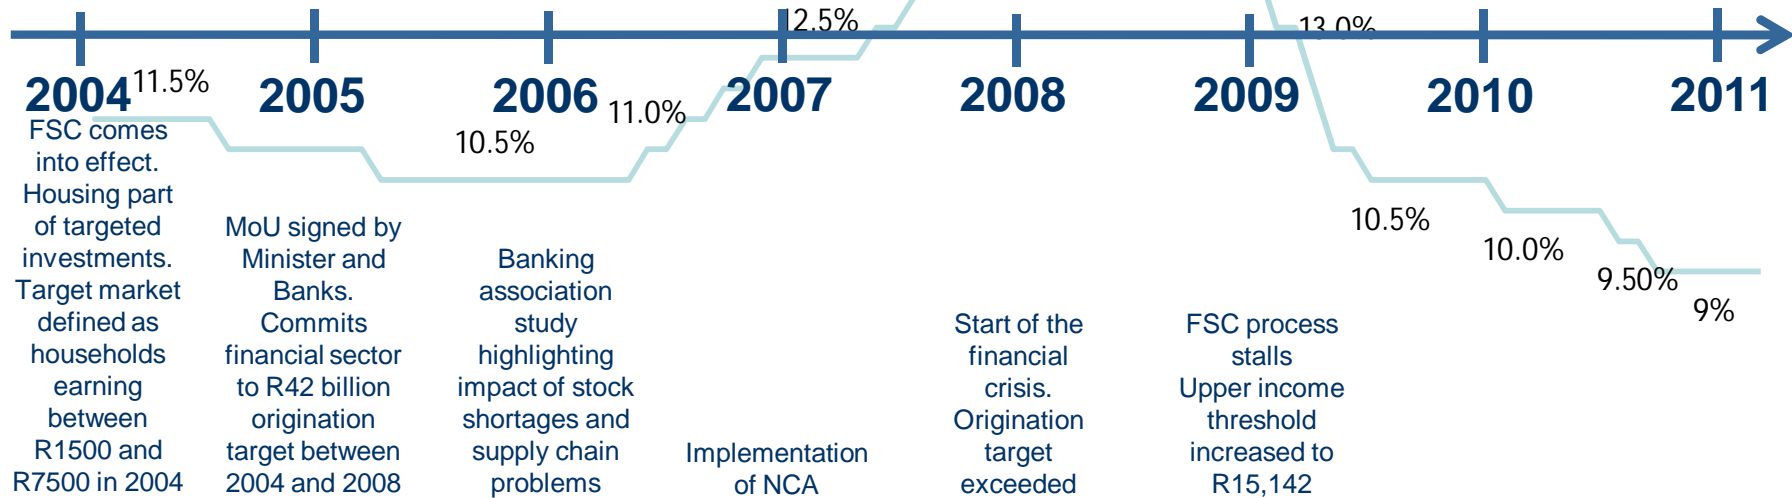 12.5%
13.0%
2004
11.5%
2005
2006
11.0%
2007
2008
2009
2010
2011
10.5%
10.5%
10.0%
9.50%
9%
FSC comes
into effect.
Housing part
of targeted
investments.
Target market
defined as
households
earning
between
R1500 and
R7500 in 2004
MoU signed by
Minister and
Banks.
Commits
financial sector
to R42 billion
origination
target between
2004 and 2008
Banking
association
study
highlighting
impact of stock
shortages and
supply chain
problems
Implementation
of NCA
Start of the
financial
crisis.
Origination
target
exceeded
FSC process
stalls
Upper income
threshold
increased to
R15,142